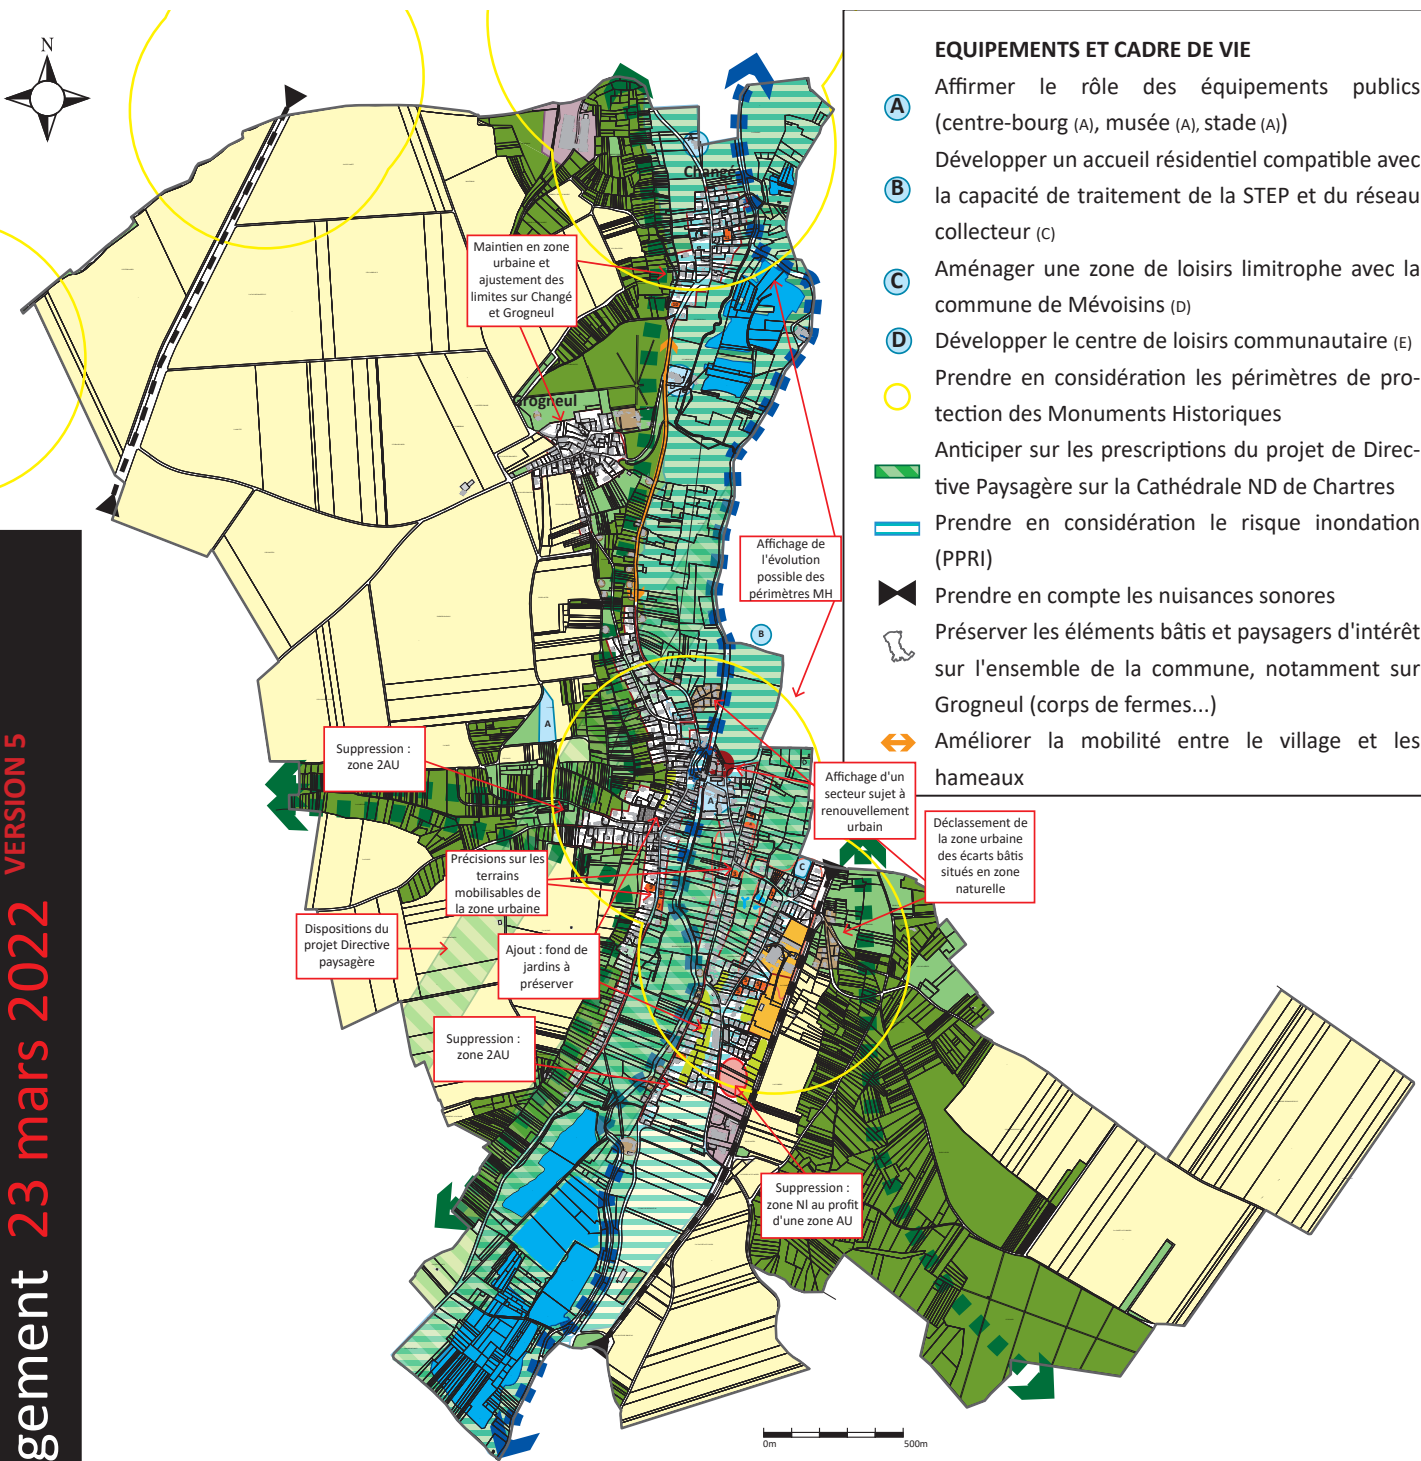 N
EQUIPEMENTS ET CADRE DE VIE
A
Affirmer le rôle des équipements publics
(centre-bourg (A), musée (A), stade (A))
B
Développer un accueil résidentiel compatible avec
la capacité de traitement de la STEP et du réseau
collecteur (C)
C
Aménager une zone de loisirs limitrophe avec la
commune de Mévoisins (D)
D
Développer le centre de loisirs communautaire (E)
Prendre en considération les périmètres de pro-
tection des Monuments Historiques
Anticiper sur les prescriptions du projet de Direc-
tive Paysagère sur la Cathédrale ND de Chartres
Prendre en considération le risque inondation
(PPRI)
Prendre en compte les nuisances sonores
Préserver les éléments bâtis et paysagers d'intérêt
sur l'ensemble de la commune, notamment sur
Grogneul (corps de fermes...)
Améliorer la mobilité entre le village et les
hameaux
A
Changé
Maintien en zone
urbaine et
ajustement des
limites sur Changé
et Grogneul
Grogneul
Affichage de
l'évolution
possible des
périmètres MH
B
A
Suppression :
zone 2AU
A
Affichage d'un
secteur sujet à
renouvellement
urbain
Déclassement de
la zone urbaine
des écarts bâtis
situés en zone
naturelle
C
Précisions sur les
terrains
mobilisables de
la zone urbaine
Dispositions du
projet Directive
paysagère
Ajout : fond de
jardins à
préserver
Suppression :
zone 2AU
Suppression :
zone Nl au profit
d'une zone AU
0m
500m
gement 23 mars 2022 VERSION 5